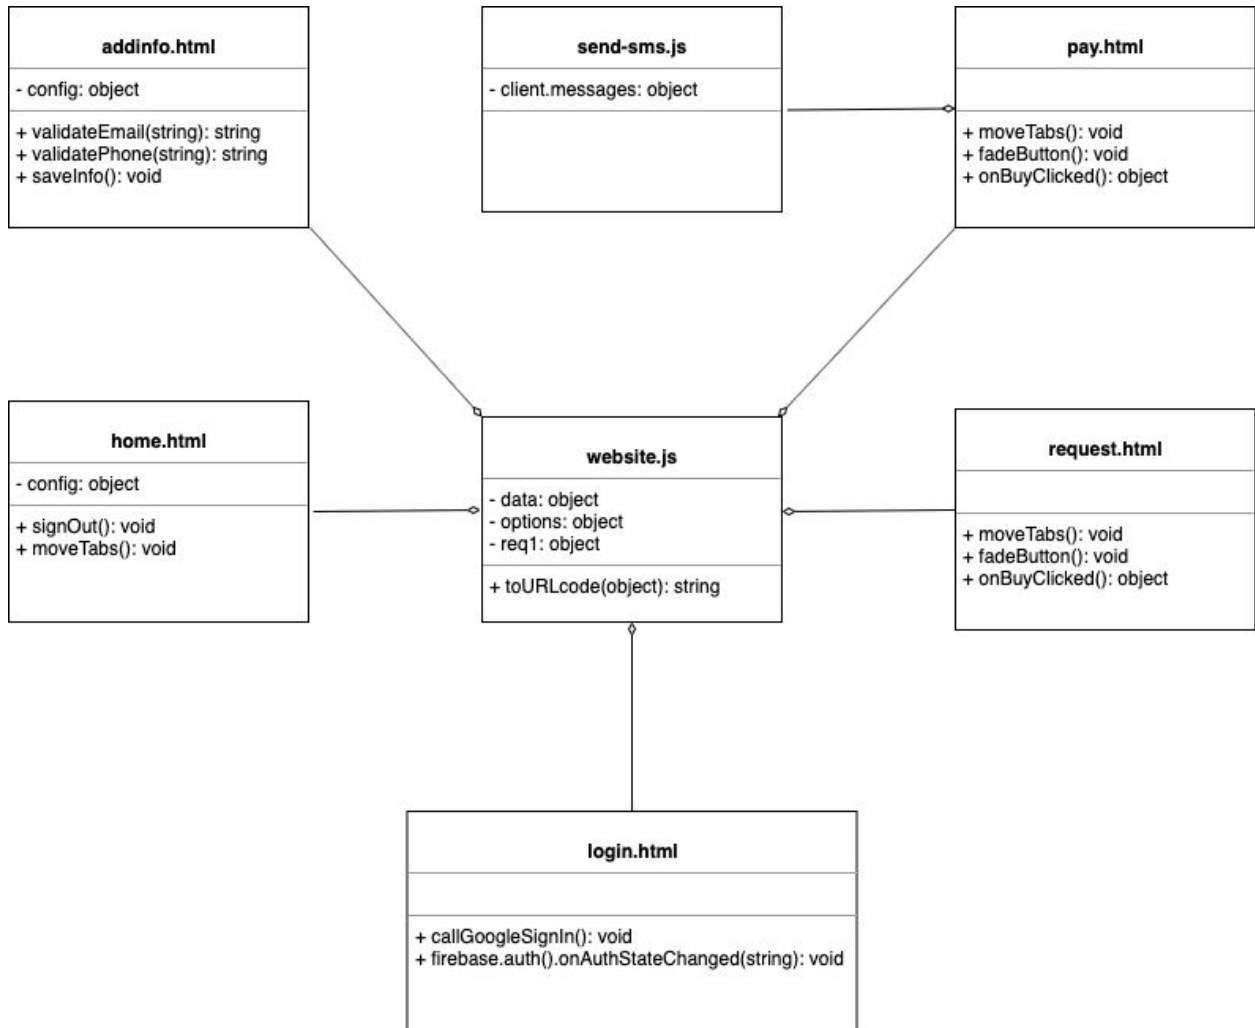 addinfo.html
- config: object
+ validateEmail(string): string
+ validatePhone(string): string
+ saveInfo(): void
send-sms.js
- client.messages: object
pay.html
+ moveTabs(): void
+ fadeButton(): void
+ onBuyClicked(): object
home.html
- config: object
+ signOut(): void
+ moveTabs(): void
website.js
- data: object
- options: object
- req1: object
+ toURLcode(object): string
request.html
+ moveTabs(): void
+ fadeButton(): void
+ onBuyClicked(): object
login.html
+ callGoogleSignIn(): void
+ firebase.auth().onAuthStateChanged(string): void